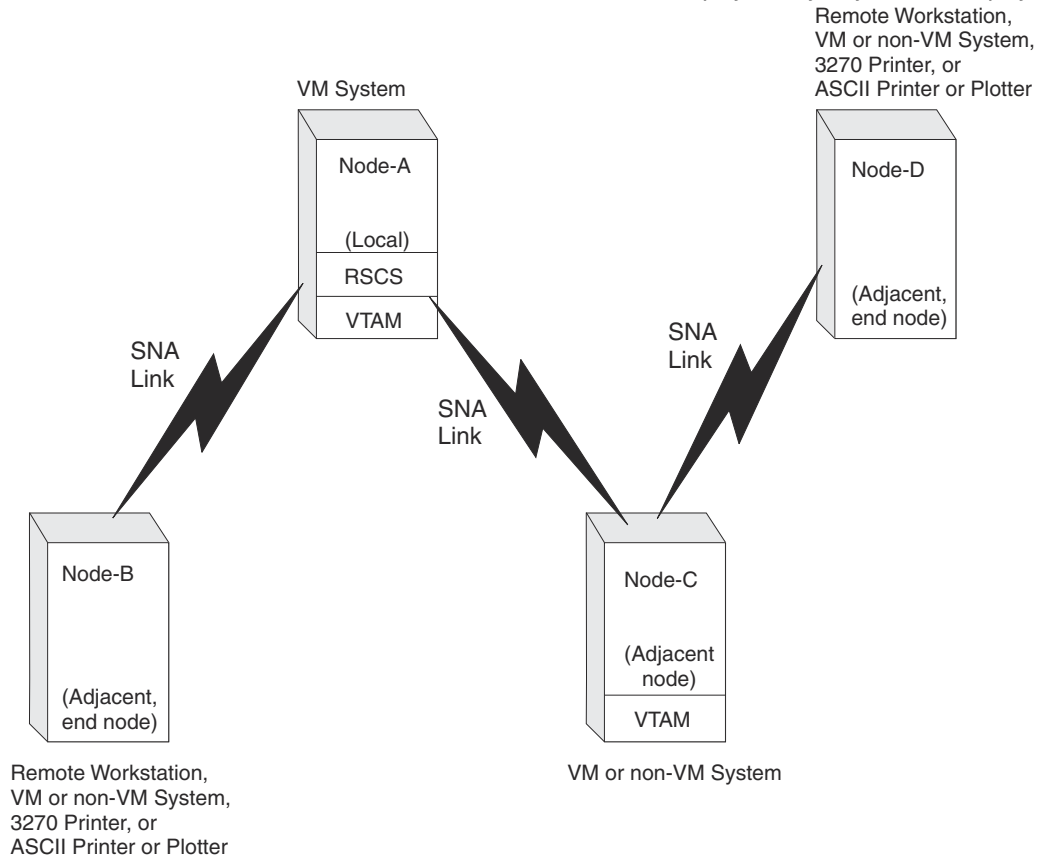 Remote Workstation,
VM or non-VM System,
3270 Printer, or
ASCII Printer or Plotter
VM System
Node-A
(Local)
RSCS
VTAM
Node-D
(Adjacent,
end node)
SNA
Link
SNA
Link
SNA
Link
Node-B
(Adjacent,
end node)
Node-C
(Adjacent
node)
VTAM
Remote Workstation,
VM or non-VM System,
3270 Printer, or
ASCII Printer or Plotter
VM or non-VM System